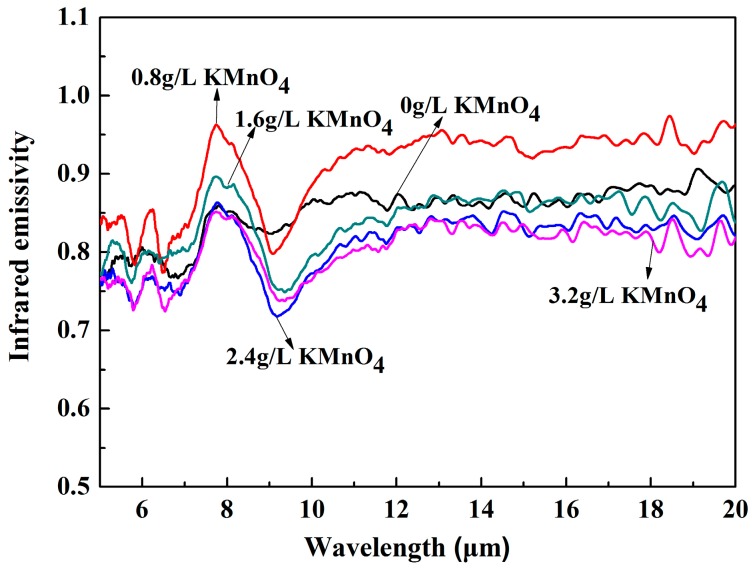 1.1
1.0
0.9
0.8
0.7
0.6
0.5
Infrared emissivity
0.8g/L KMnO4
1.6g/L KMnO4
0g/L KMnO4
3.2g/L KMnO4
2.4g/L KMnO4
6 8 10 12 14 16 18 20
Wavelength (μm)